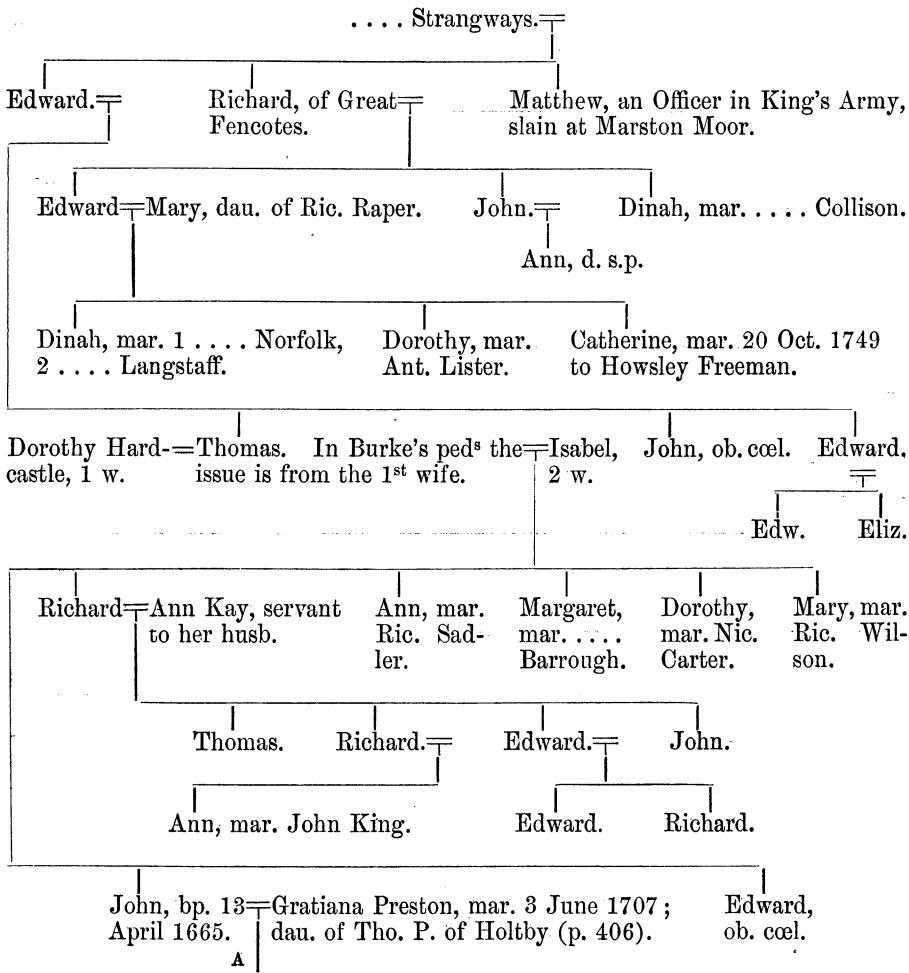 . . . . Strangways.
Edward. Richard, of Great Matthew, an Officer in King's Army,
Fencotes. slain at Marston Moor.
Edward Mary, dau. of Ric. Raper. John. Dinah, mar. . . . . Collison.
Ann, d. s.p.
Dinah, mar. 1 . . . . Norfolk, Dorothy, mar. Catherine, mar. 20 Oct. 1749
2 . . . . Langstaff. Ant. Lister. to Howsley Freeman.
Dorothy Hard-=Thomas. In Burke's pedˢ the Isabel, John, ob. cœl. Edward.
castle, 1 w. issue is from the 1ˢᵗ wife. 2 w.
Edw. Eliz.
Richard Ann Kay, servant Ann, mar. Margaret, Dorothy, Mary, mar.
to her husb. Ric. Sad- mar. . . . . mar. Nic. Ric. Wil-
ler. Barrough. Carter. son.
Thomas. Richard. Edward. John.
Ann, mar. John King. Edward. Richard.
John, bp. 13 Gratiana Preston, mar. 3 June 1707 ; Edward,
April 1665. dau. of Tho. P. of Holtby (p. 406). ob. cœl.
A